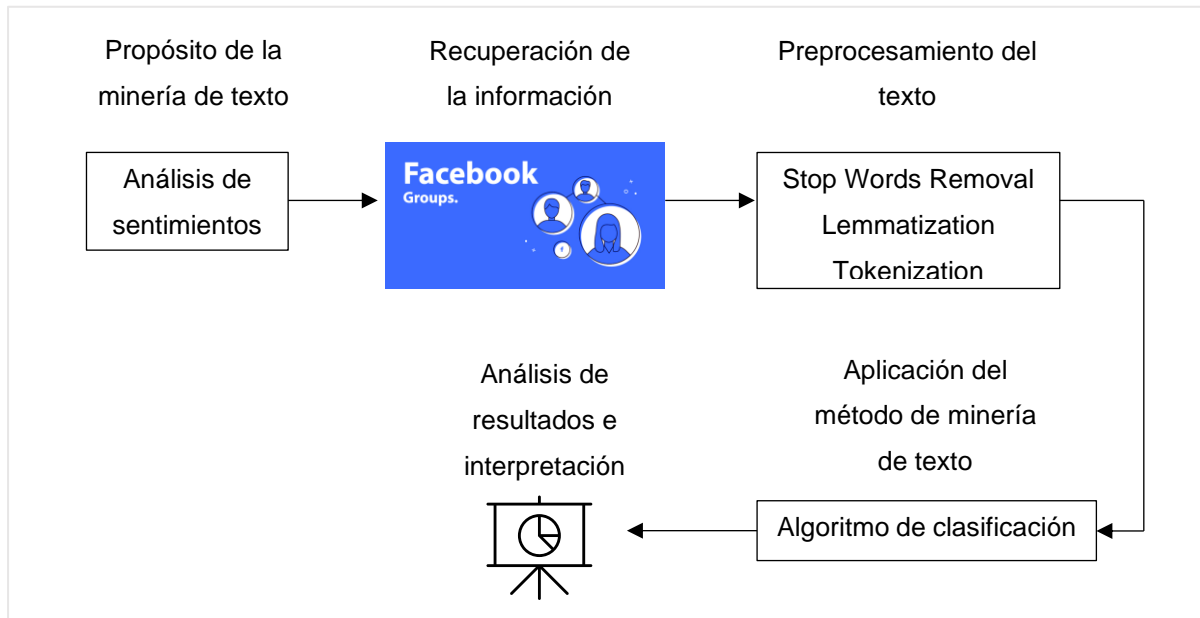 Propósito de la
minería de texto
Análisis de
sentimientos
Recuperación de
la información
Facebook
Groups.
Preprocesamiento del
texto
Stop Words Removal
Lemmatization
Tokenization
Aplicación del
método de minería
de texto
Algoritmo de clasificación
Análisis de
resultados e
interpretación